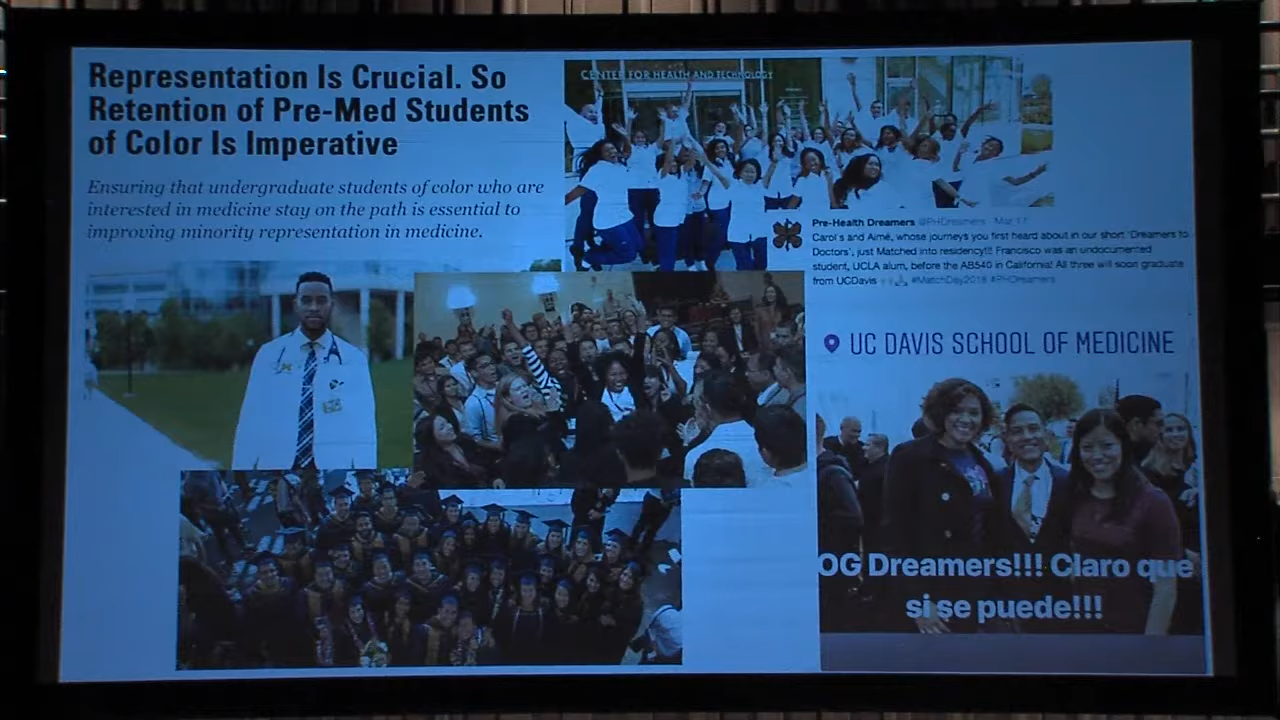 Representation Is Crucial. So
Retention of Pre-Med Students
of Color Is Imperative
Ensuring that undergraduate students of color who are
interested in medicine stay on the path is essential to
improving minority representation in medicine.
CENTER FOR HEALTH AND TECHNOLOGY
Pre-Health Dreamers @PHDreamers · Mar 17
Carol's and Aimé, whose journeys you first heard about in our short 'Dreamers to
Doctors', just Matched into residency!! Francisco was an undocumented
student, UCLA alum, before the AB540 in California! All three will soon graduate
from UCDavis #MatchDay2018 #PHDreamers
UC DAVIS SCHOOL OF MEDICINE
OG Dreamers!!! Claro que
si se puede!!!